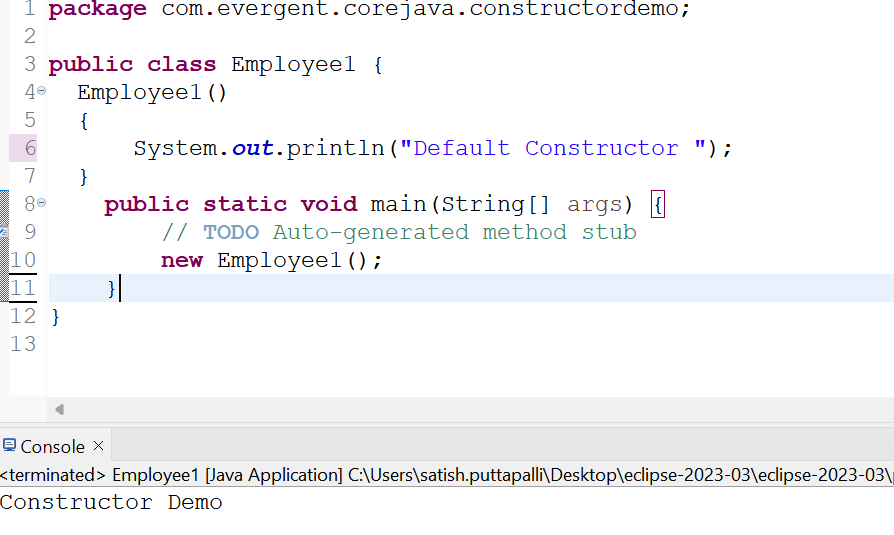 1 package com.evergent.corejava.constructordemo;
2
3 public class Employee1 {
4 Employee1()
5 {
6 System.out.println("Default Constructor ");
7 }
8 public static void main(String[] args) {
9 // TODO Auto-generated method stub
10 new Employee1();
11 }
12 }
13
Console ×
<terminated> Employee1 [Java Application] C:\Users\satish.puttapalli\Desktop\eclipse-2023-03\eclipse-2023-03\
Constructor Demo